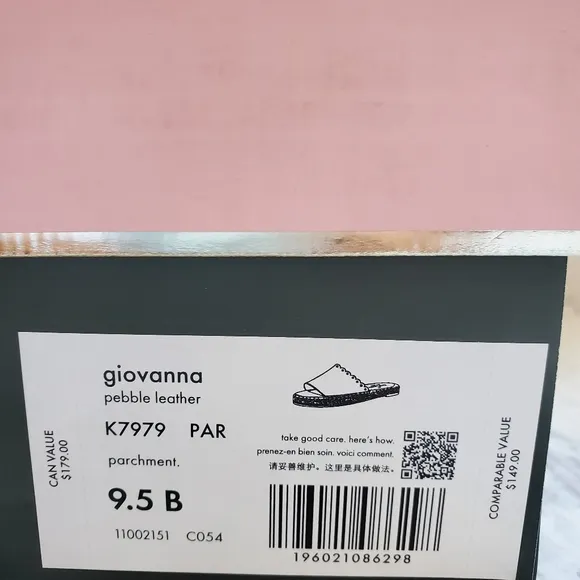 giovanna
pebble leather
K7979 PAR
parchment.
9.5 B
11002151 C054
CAN VALUE
$179.00
take good care. here's how.
prenez-en bien soin. voici comment.
请妥善维护。这里是具体做法。
196021086298
COMPARABLE VALUE
$149.00